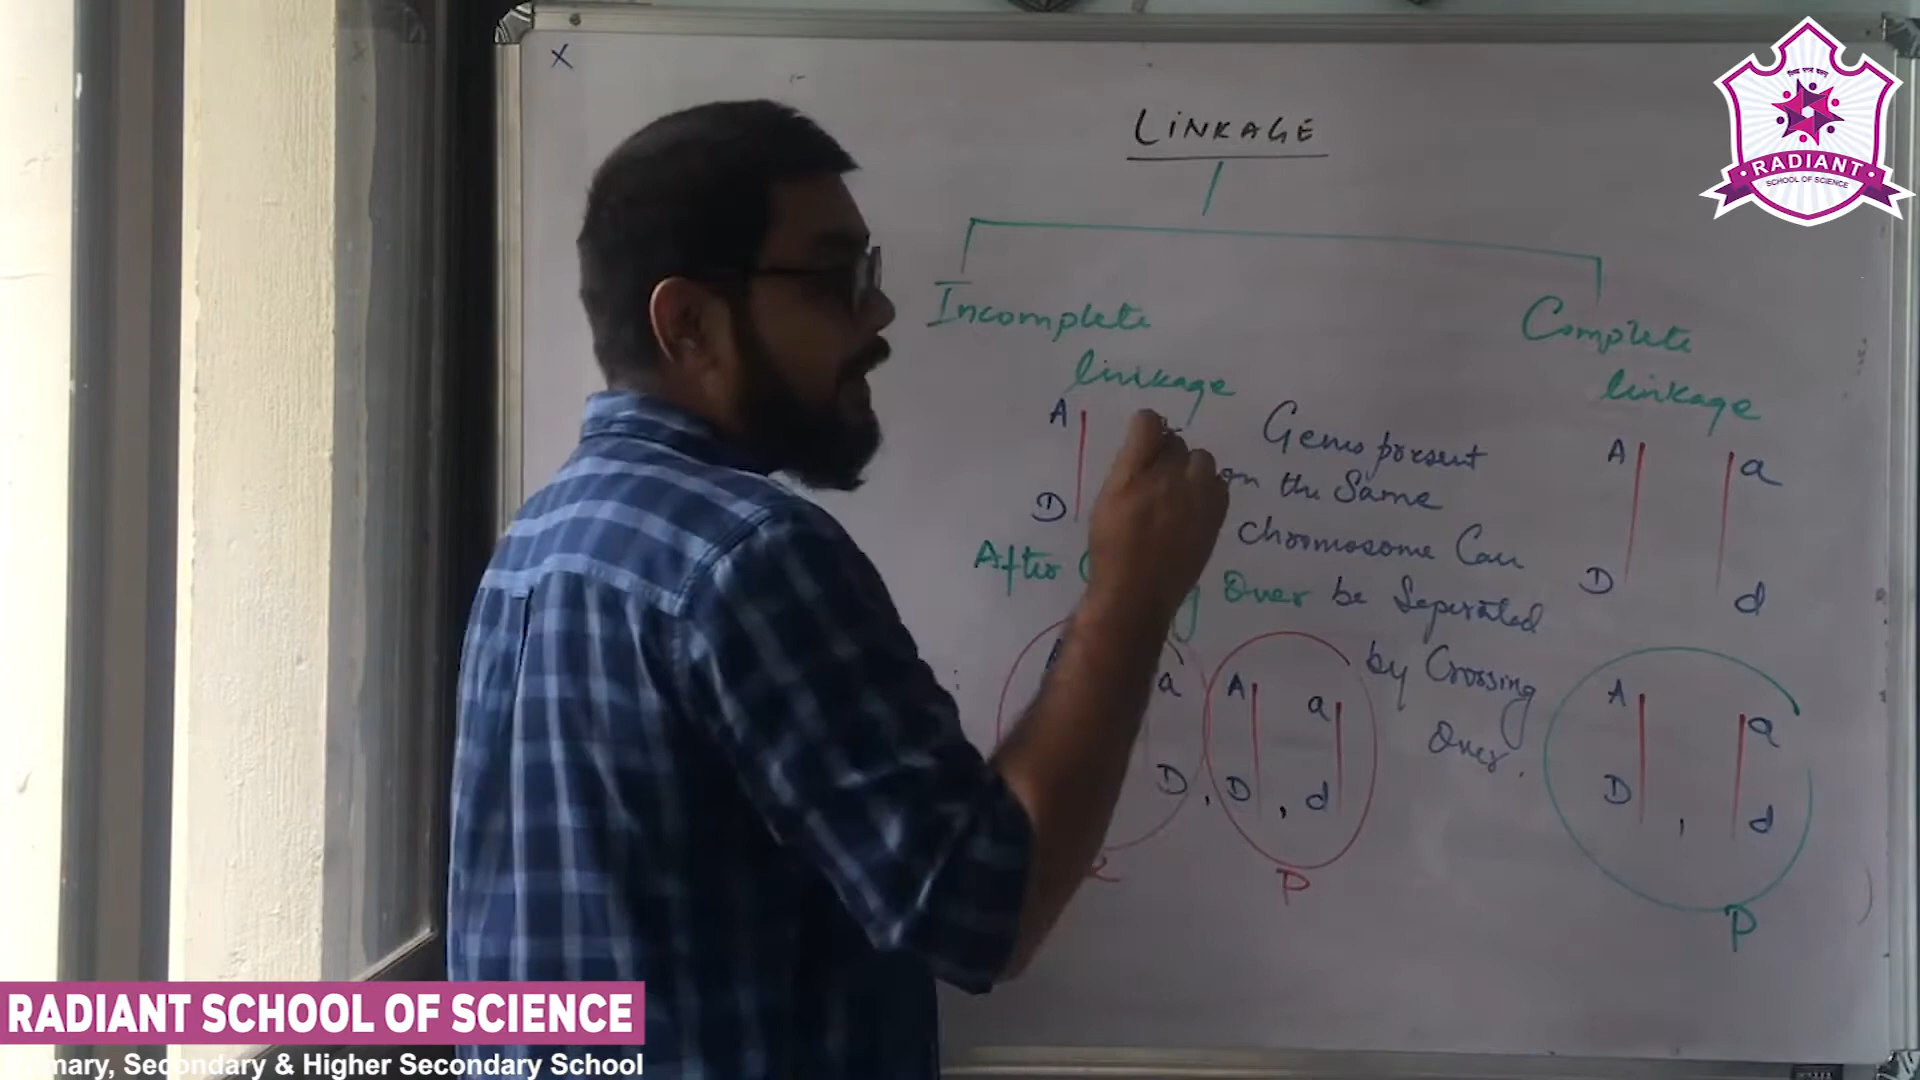 X
LINKAGE
Incomplete
linkage
A
D
After
Over
Genes present
on the Same
chromosome Can
be Seperated
by Crossing
Over.
a
D,
A a
D , d
P
Complete
linkage
A a
D d
A a
D , d
P
RADIANT
SCHOOL OF SCIENCE
RADIANT SCHOOL OF SCIENCE
mary, Secondary & Higher Secondary School